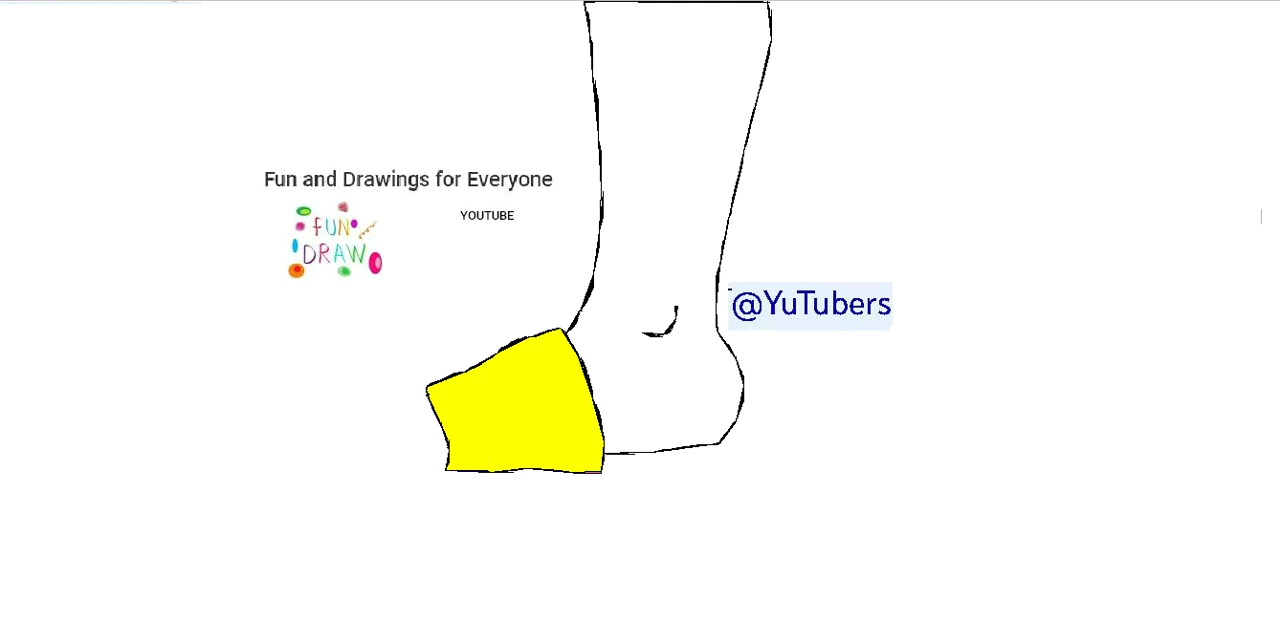 Fun and Drawings for Everyone
YOUTUBE
fUN
DRAW
@YuTubers